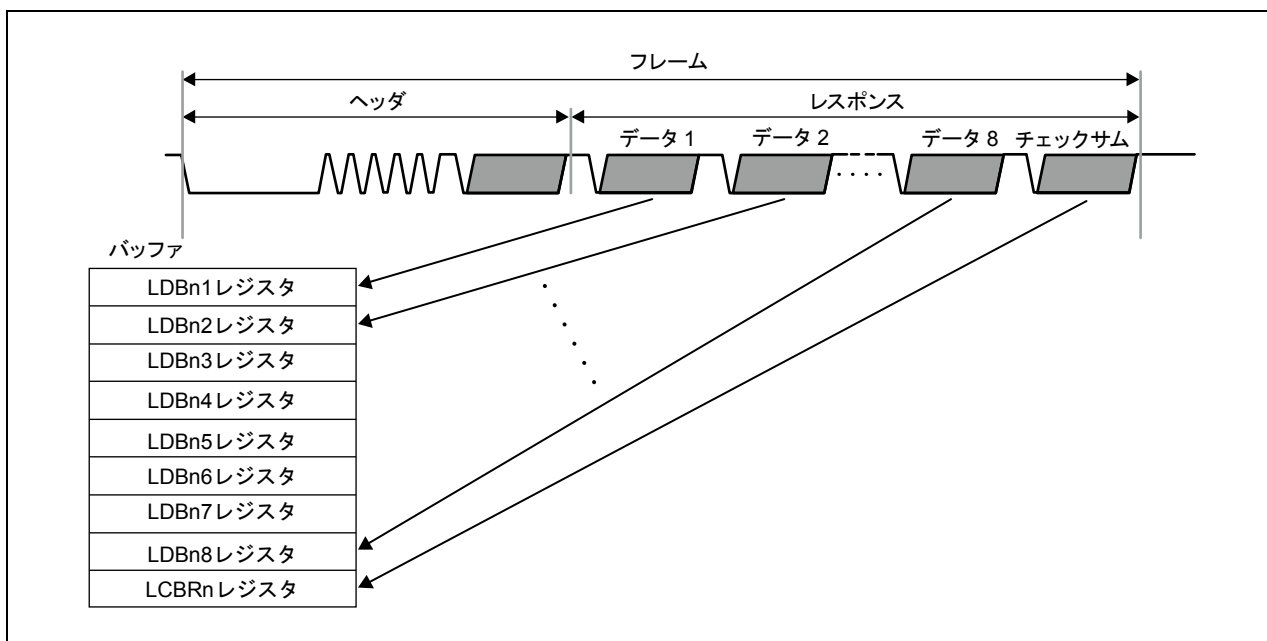 フレーム
ヘッダ
レスポンス
データ 1
データ 2
データ 8
チェックサム
バッファ
LDBn1レジスタ
LDBn2レジスタ
LDBn3レジスタ
LDBn4レジスタ
LDBn5レジスタ
LDBn6レジスタ
LDBn7レジスタ
LDBn8レジスタ
LCBRnレジスタ